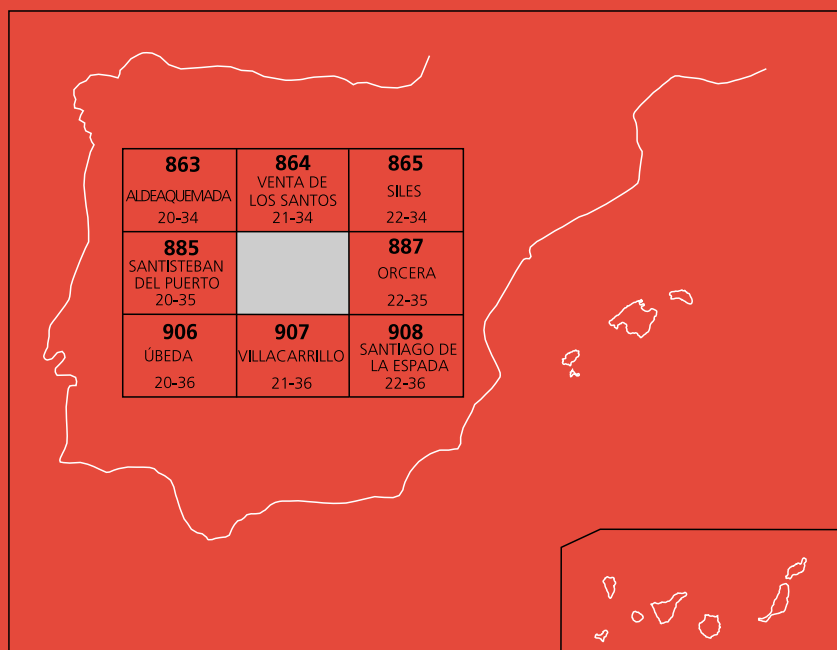 863
ALDEAQUEMADA
20-34
864
VENTA DE
LOS SANTOS
21-34
865
SILES
22-34
885
SANTISTEBAN
DEL PUERTO
20-35
887
ORCERA
22-35
906
ÚBEDA
20-36
907
VILLACARRILLO
21-36
908
SANTIAGO DE
LA ESPADA
22-36